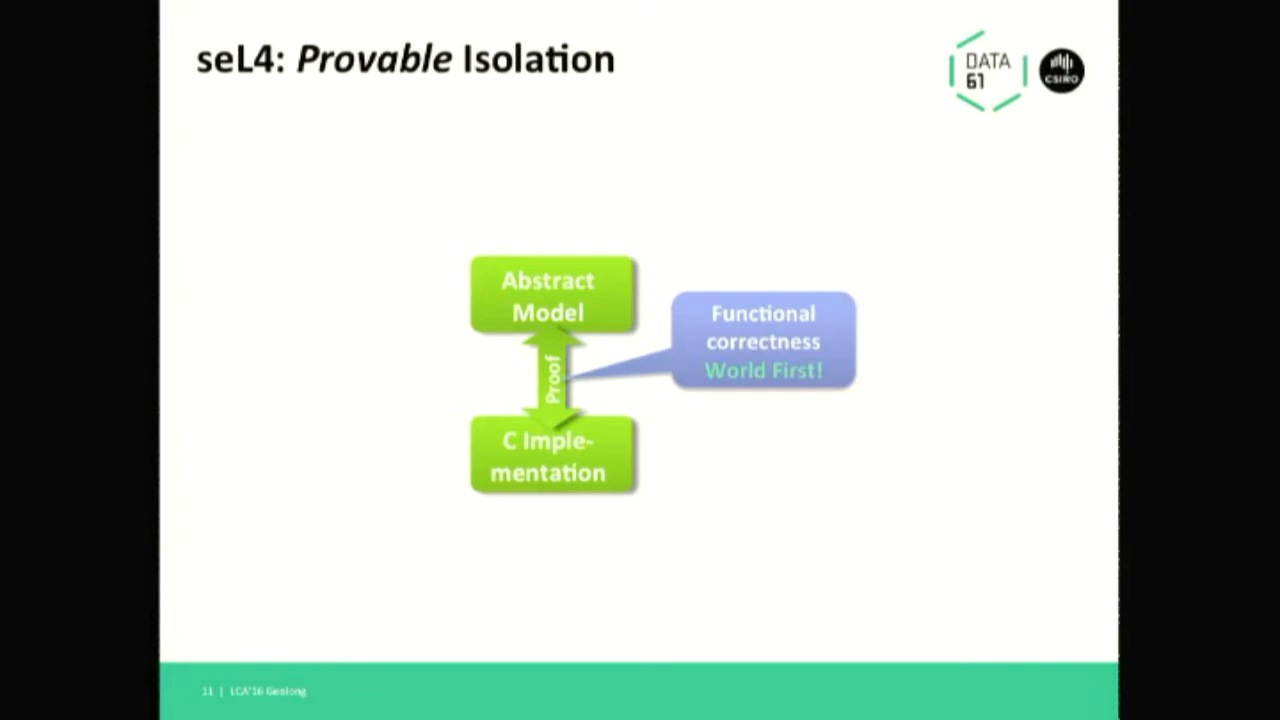 seL4: Provable Isolation
DATA
61
CSIRO
Abstract
Model
Proof
Functional
correctness
World First!
C Imple-
mentation
11 | LCA'16 Geelong